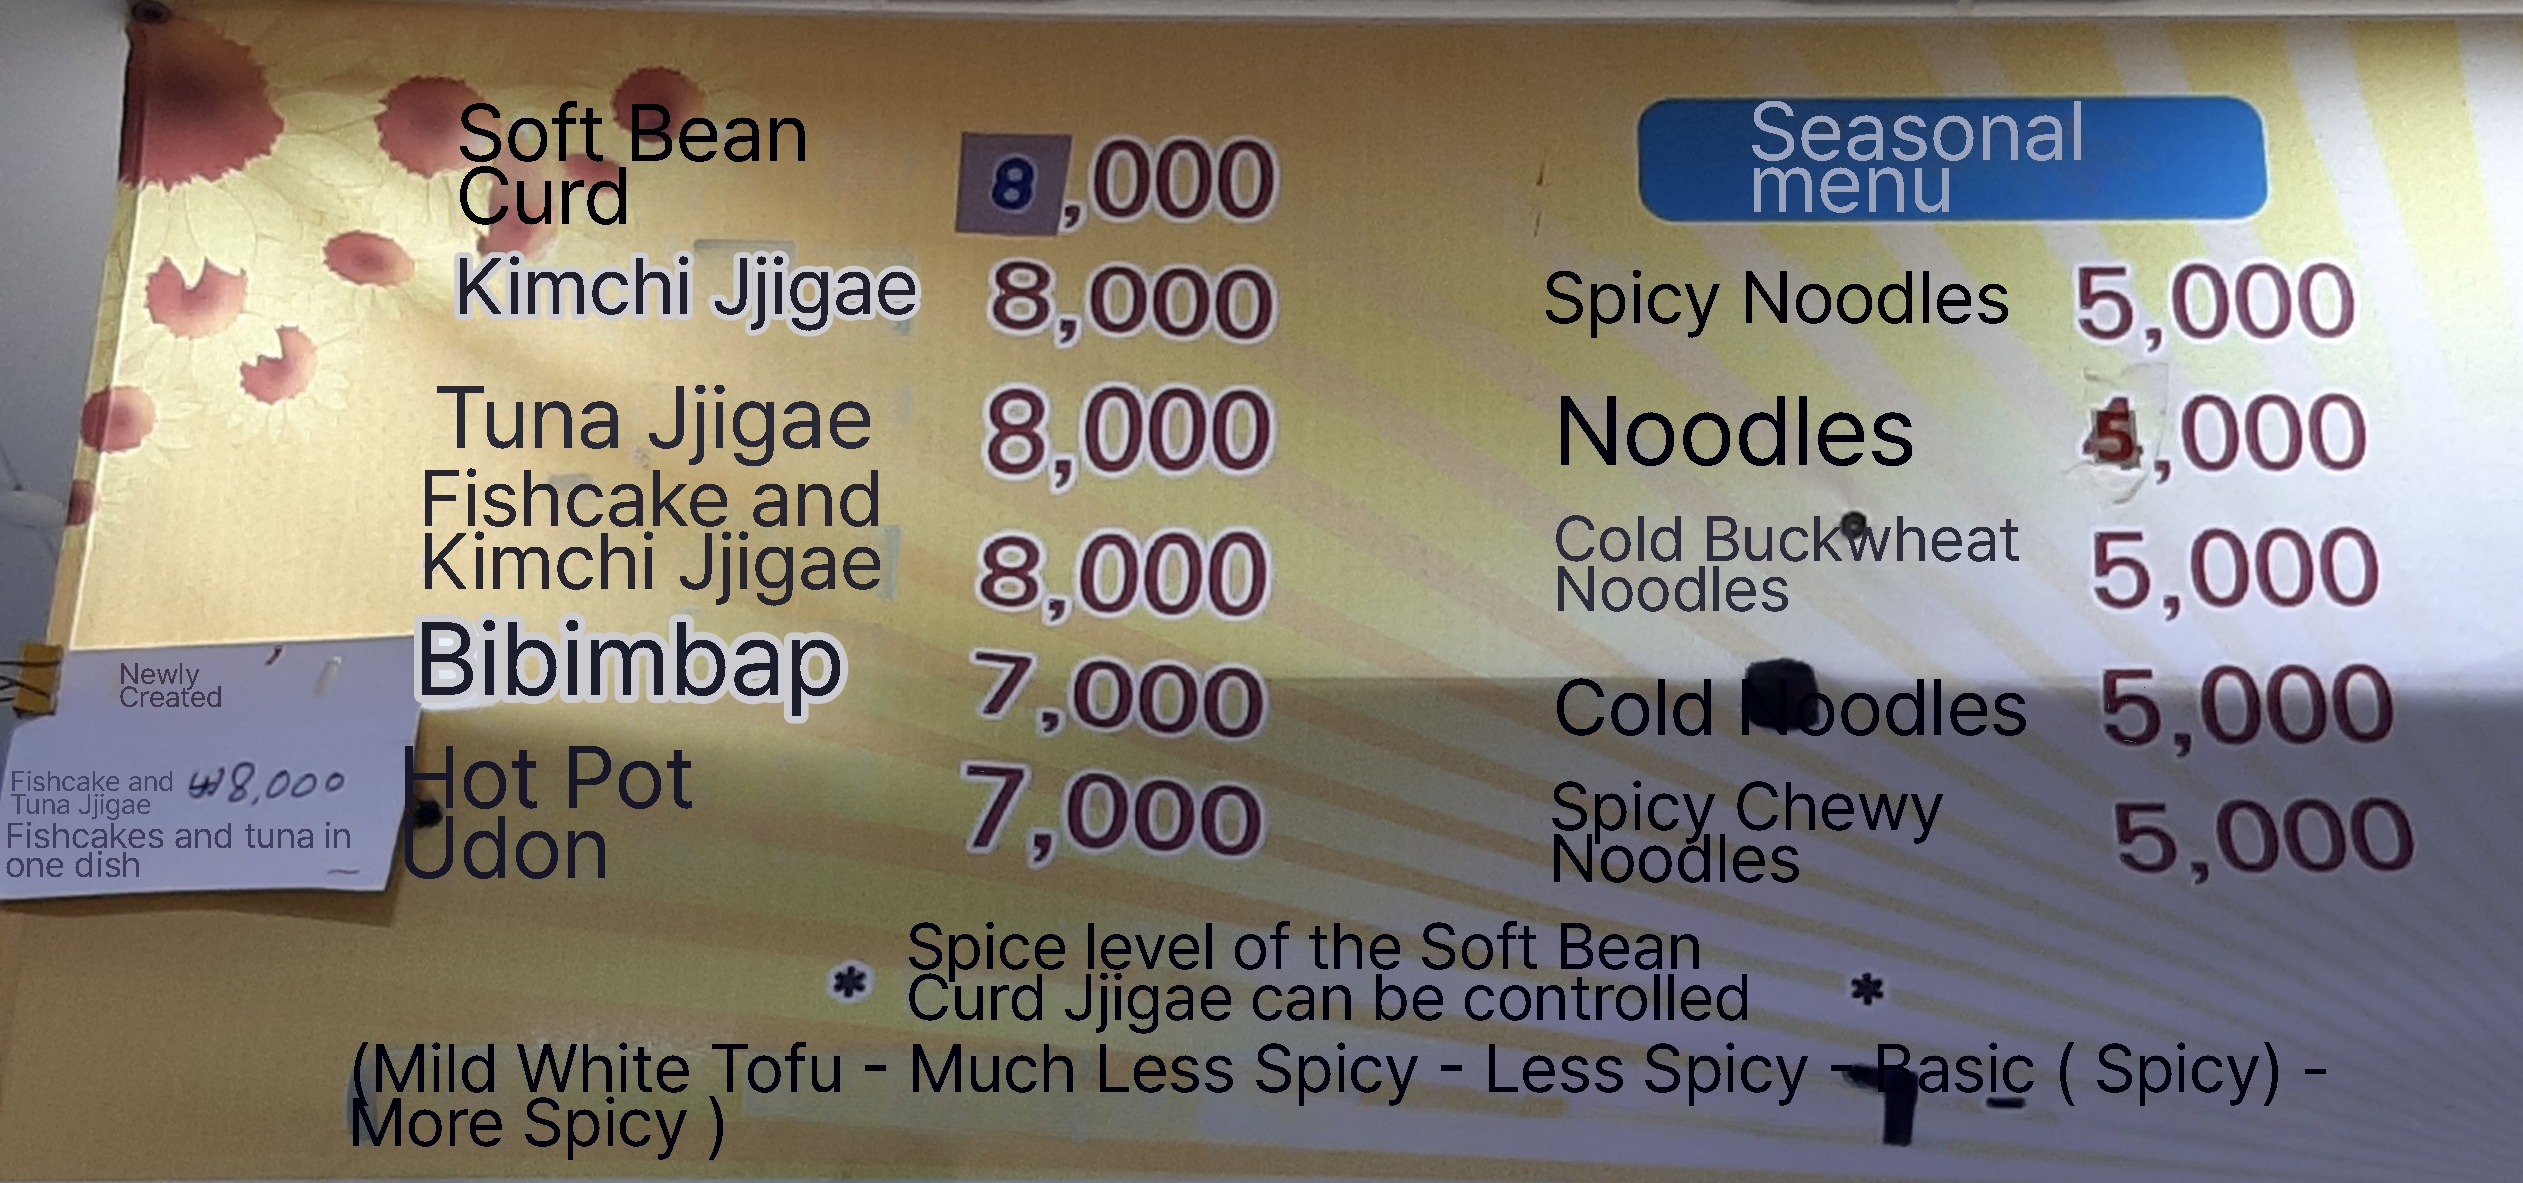 Soft Bean
Curd
8,000
Kimchi Jjigae 8,000
Tuna Jjigae 8,000
Fishcake and
Kimchi Jjigae 8,000
Bibimbap 7,000
Hot Pot
Udon 7,000
Newly
Created
Fishcake and
Tuna Jjigae
₩8,000
Fishcakes and tuna in
one dish
Seasonal
menu
Spicy Noodles 5,000
Noodles 5,000
Cold Buckwheat
Noodles 5,000
Cold Noodles 5,000
Spicy Chewy
Noodles 5,000
* Spice level of the Soft Bean
Curd Jjigae can be controlled *
(Mild White Tofu - Much Less Spicy - Less Spicy - Basic ( Spicy) -
More Spicy )